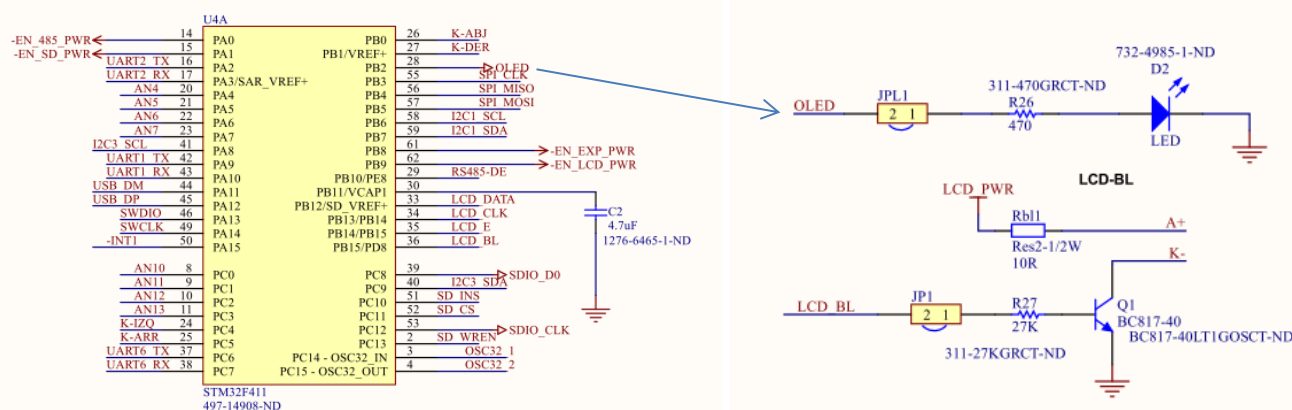 U4A
-EN_485_PWR 14 PA0 PB0 26 K-ABJ
-EN_SD_PWR 15 PA1 PB1/VREF+ 27 K-DER
UART2_TX 16 PA2 PB2 28 OLED
UART2_RX 17 PA3/SAR_VREF+ PB3 55 SPI_CLK
AN4 20 PA4 PB4 56 SPI_MISO
AN5 21 PA5 PB5 57 SPI_MOSI
AN6 22 PA6 PB6 58 I2C1_SCL
AN7 23 PA7 PB7 59 I2C1_SDA
I2C3_SCL 41 PA8 PB8 61 -EN_EXP_PWR
UART1_TX 42 PA9 PB9 62 -EN_LCD_PWR
UART1_RX 43 PA10 PB10/PE8 29 RS485-DE
USB_DM 44 PA11 PB11/VCAP1 30
USB_DP 45 PA12 PB12/SD_VREF+ 33 LCD_DATA
SWDIO 46 PA13 PB13/PB14 34 LCD_CLK
SWCLK 49 PA14 PB14/PB15 35 LCD_E
-INT1 50 PA15 PB15/PD8 36 LCD_BL
C2
4.7uF
1276-6465-1-ND
AN10 8 PC0 PC8 39 SDIO_D0
AN11 9 PC1 PC9 40 I2C3_SDA
AN12 10 PC2 PC10 51 SD_INS
AN13 11 PC3 PC11 52 SD_CS
K-IZQ 24 PC4 PC12 53 SDIO_CLK
K-ARR 25 PC5 PC13 2 SD_WREN
UART6_TX 37 PC6 PC14 - OSC32_IN 3 OSC32_1
UART6_RX 38 PC7 PC15 - OSC32_OUT 4 OSC32_2
STM32F411
497-14908-ND
732-4985-1-ND
D2
311-470GRCT-ND
OLED JPL1 R26
2 1
470 LED
LCD-BL
LCD_PWR
Rbl1 A+
Res2-1/2W
10R
K-
LCD_BL JP1 R27 Q1
2 1
27K BC817-40
BC817-40LT1GOSCT-ND
311-27KGRCT-ND